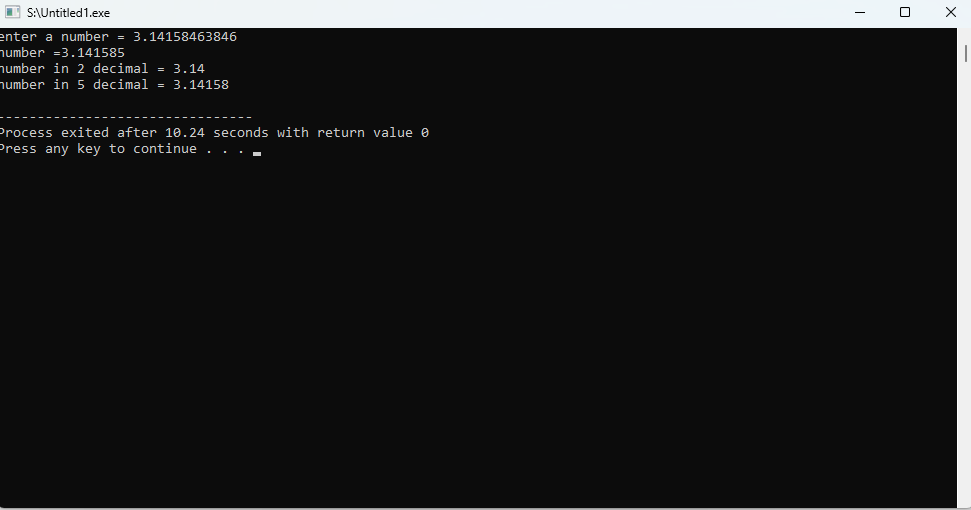 S:\Untitled1.exe
enter a number = 3.14158463846
number =3.141585
number in 2 decimal = 3.14
number in 5 decimal = 3.14158
--------------------------------
Process exited after 10.24 seconds with return value 0
Press any key to continue . . .